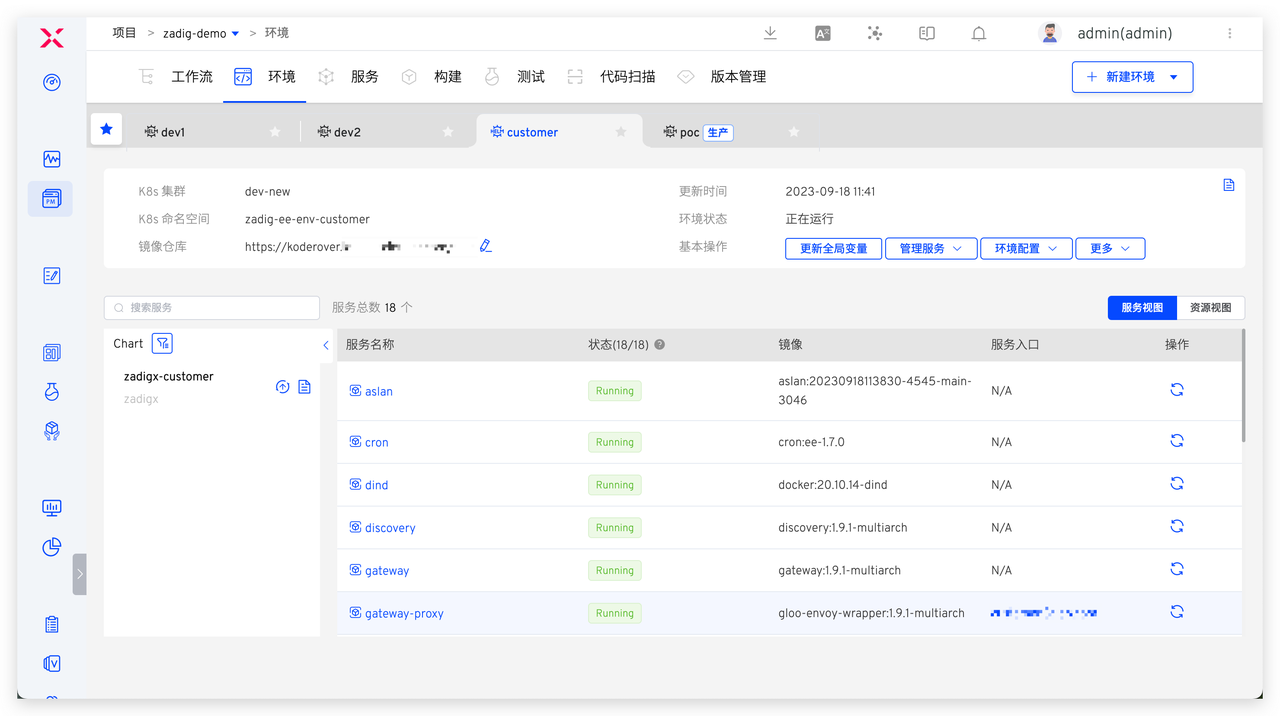 项目 > zadig-demo > 环境
admin(admin)
工作流 环境 服务 构建 测试 代码扫描 版本管理
新建环境
dev1 dev2 customer poc 生产
K8s 集群 dev-new 更新时间 2023-09-18 11:41
K8s 命名空间 zadig-ee-env-customer 环境状态 正在运行
镜像仓库 https://koderover. 基本操作 更新全局变量 管理服务 环境配置 更多
搜索服务 服务总数 18 个 服务视图 资源视图
Chart
zadigx-customer
zadigx
服务名称 状态(18/18) 镜像 服务入口 操作
aslan Running aslan:20230918113830-4545-main-
3046 N/A
cron Running cron:ee-1.7.0 N/A
dind Running docker:20.10.14-dind N/A
discovery Running discovery:1.9.1-multiarch N/A
gateway Running gateway:1.9.1-multiarch N/A
gateway-proxy Running gloo-envoy-wrapper:1.9.1-multiarch